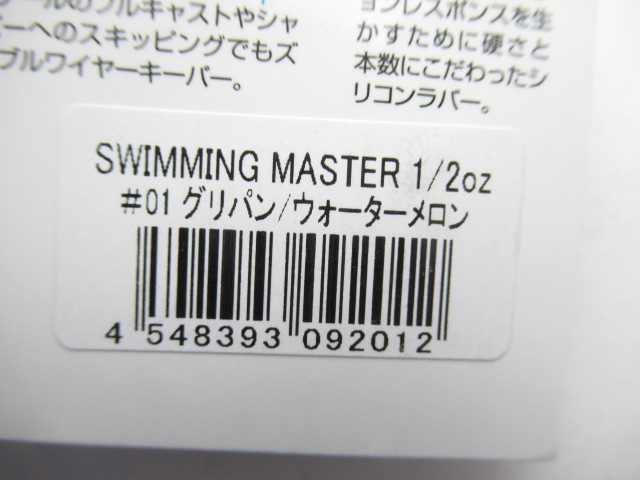 ールのフルキャストやシャ
ーへのスキッピングでもズ
ブルワイヤーキーパー。
ョンレスポンスを生
かすために硬さと
本数にこだわったシ
リコンラバー。
SWIMMING MASTER 1/2oz
#01 グリパン/ウォーターメロン
4 548393 092012